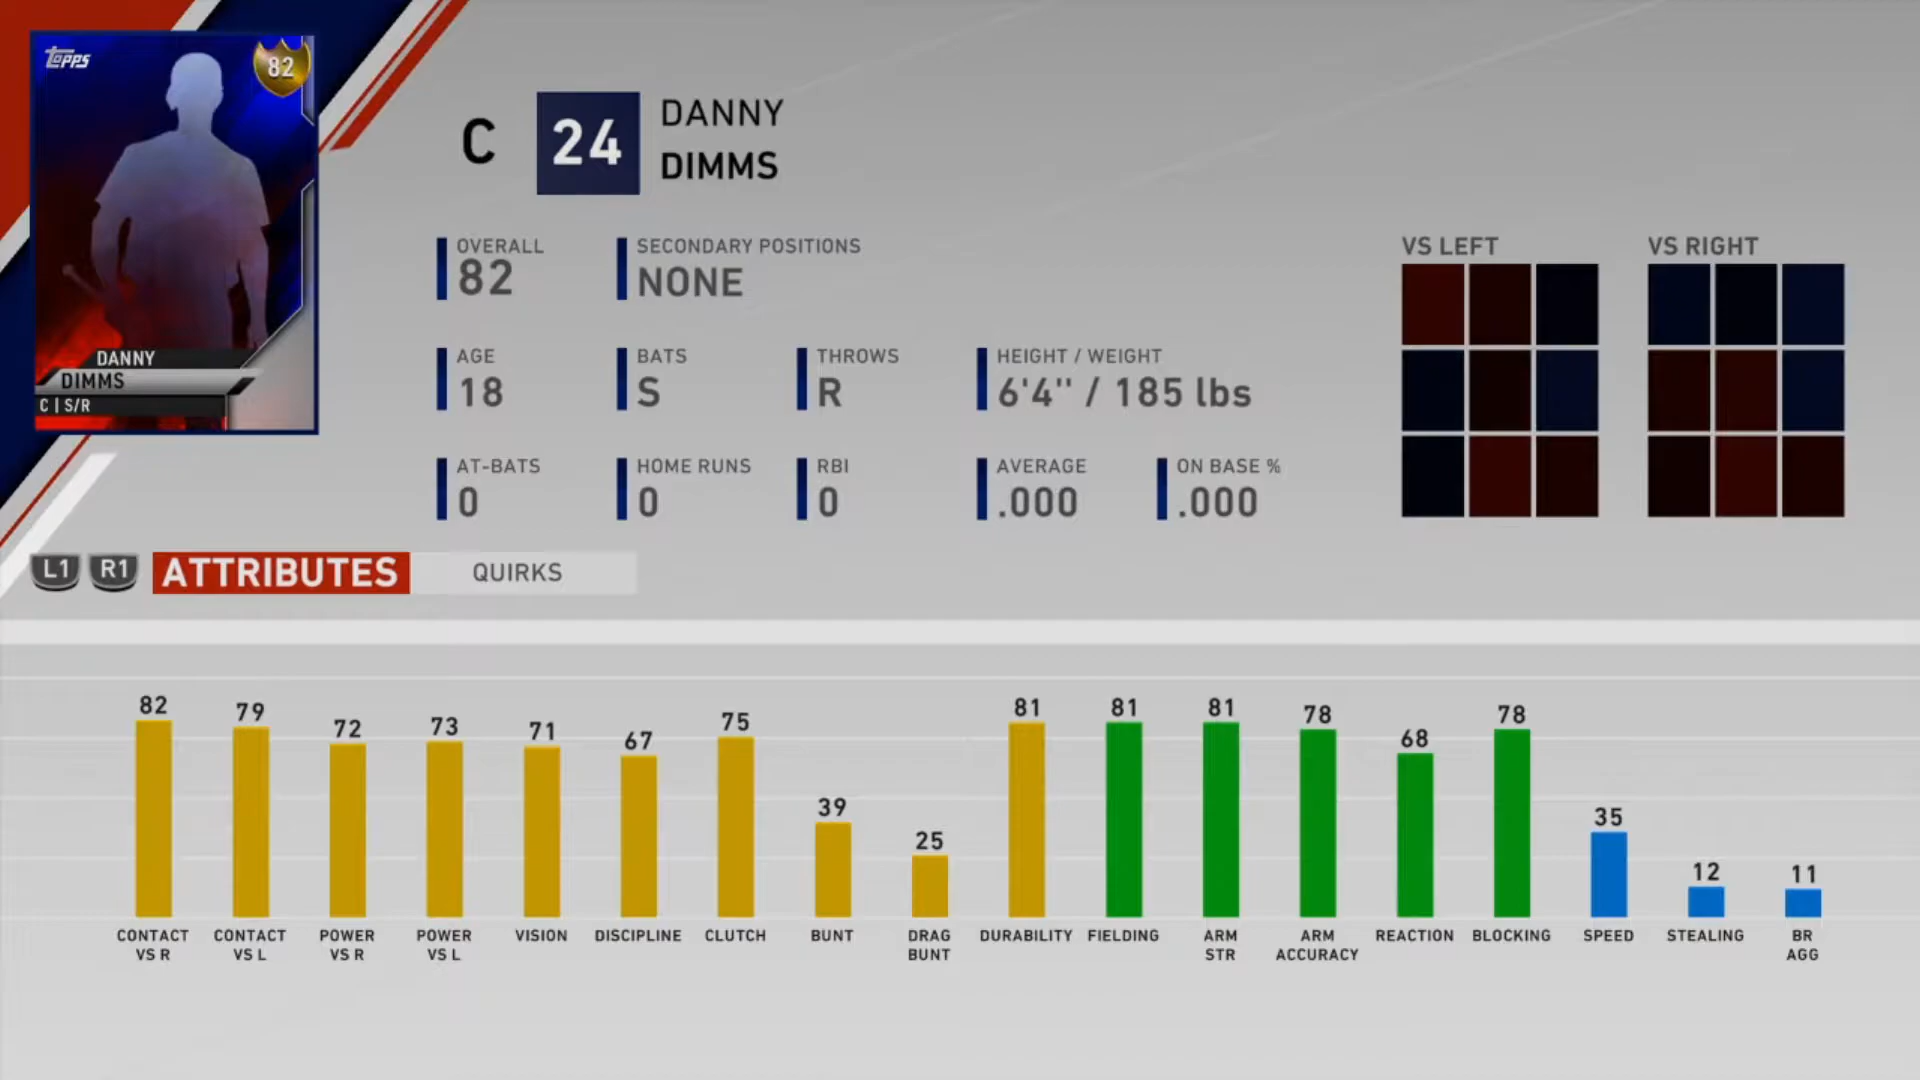 Topps
82
DANNY
DIMMS
C | S/R
C
24
DANNY
DIMMS
OVERALL
82
SECONDARY POSITIONS
NONE
AGE
18
BATS
S
THROWS
R
HEIGHT / WEIGHT
6'4" / 185 lbs
AT-BATS
0
HOME RUNS
0
RBI
0
AVERAGE
.000
ON BASE %
.000
VS LEFT
VS RIGHT
L1 R1 ATTRIBUTES QUIRKS
82 79 72 73 71 67 75 39 25 81 81 81 78 68 78 35 12 11
CONTACT VS R
CONTACT VS L
POWER VS R
POWER VS L
VISION
DISCIPLINE
CLUTCH
BUNT
DRAG BUNT
DURABILITY
FIELDING
ARM STR
ARM ACCURACY
REACTION
BLOCKING
SPEED
STEALING
BR AGG